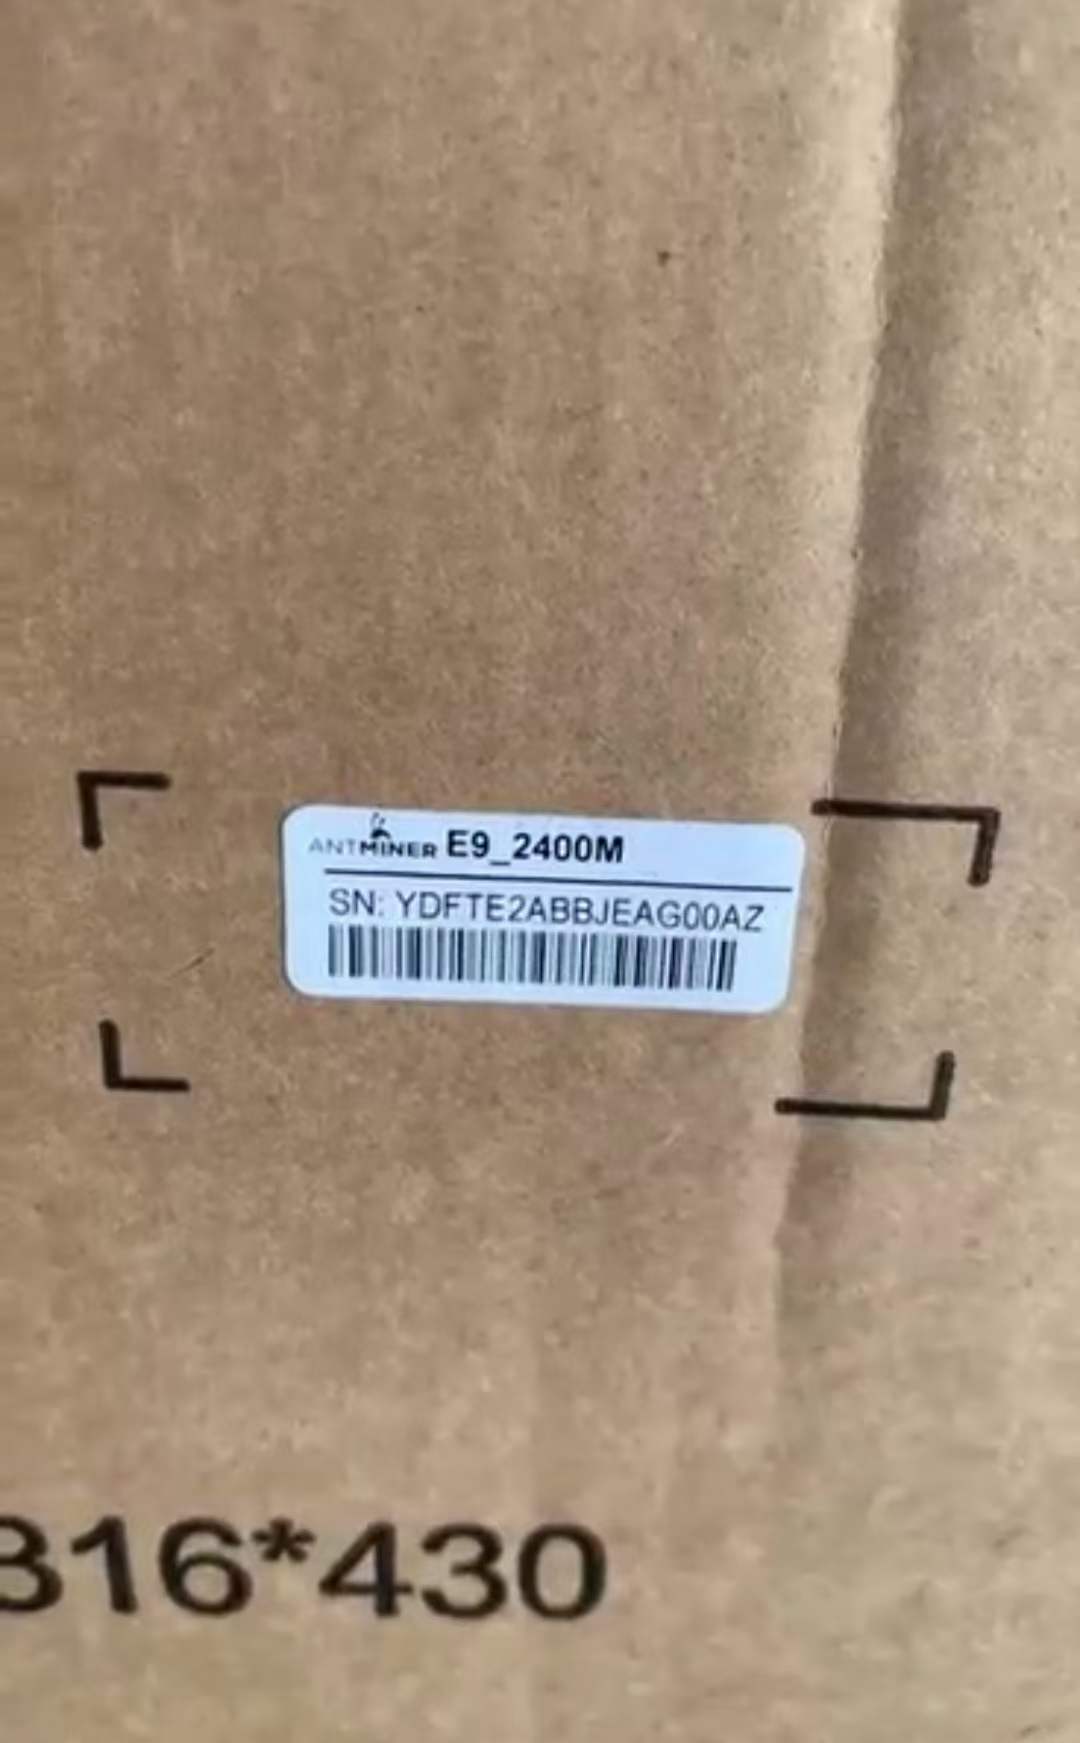 ANTMINER E9_2400M
SN: YDFTE2ABBJEAG00AZ
316*430